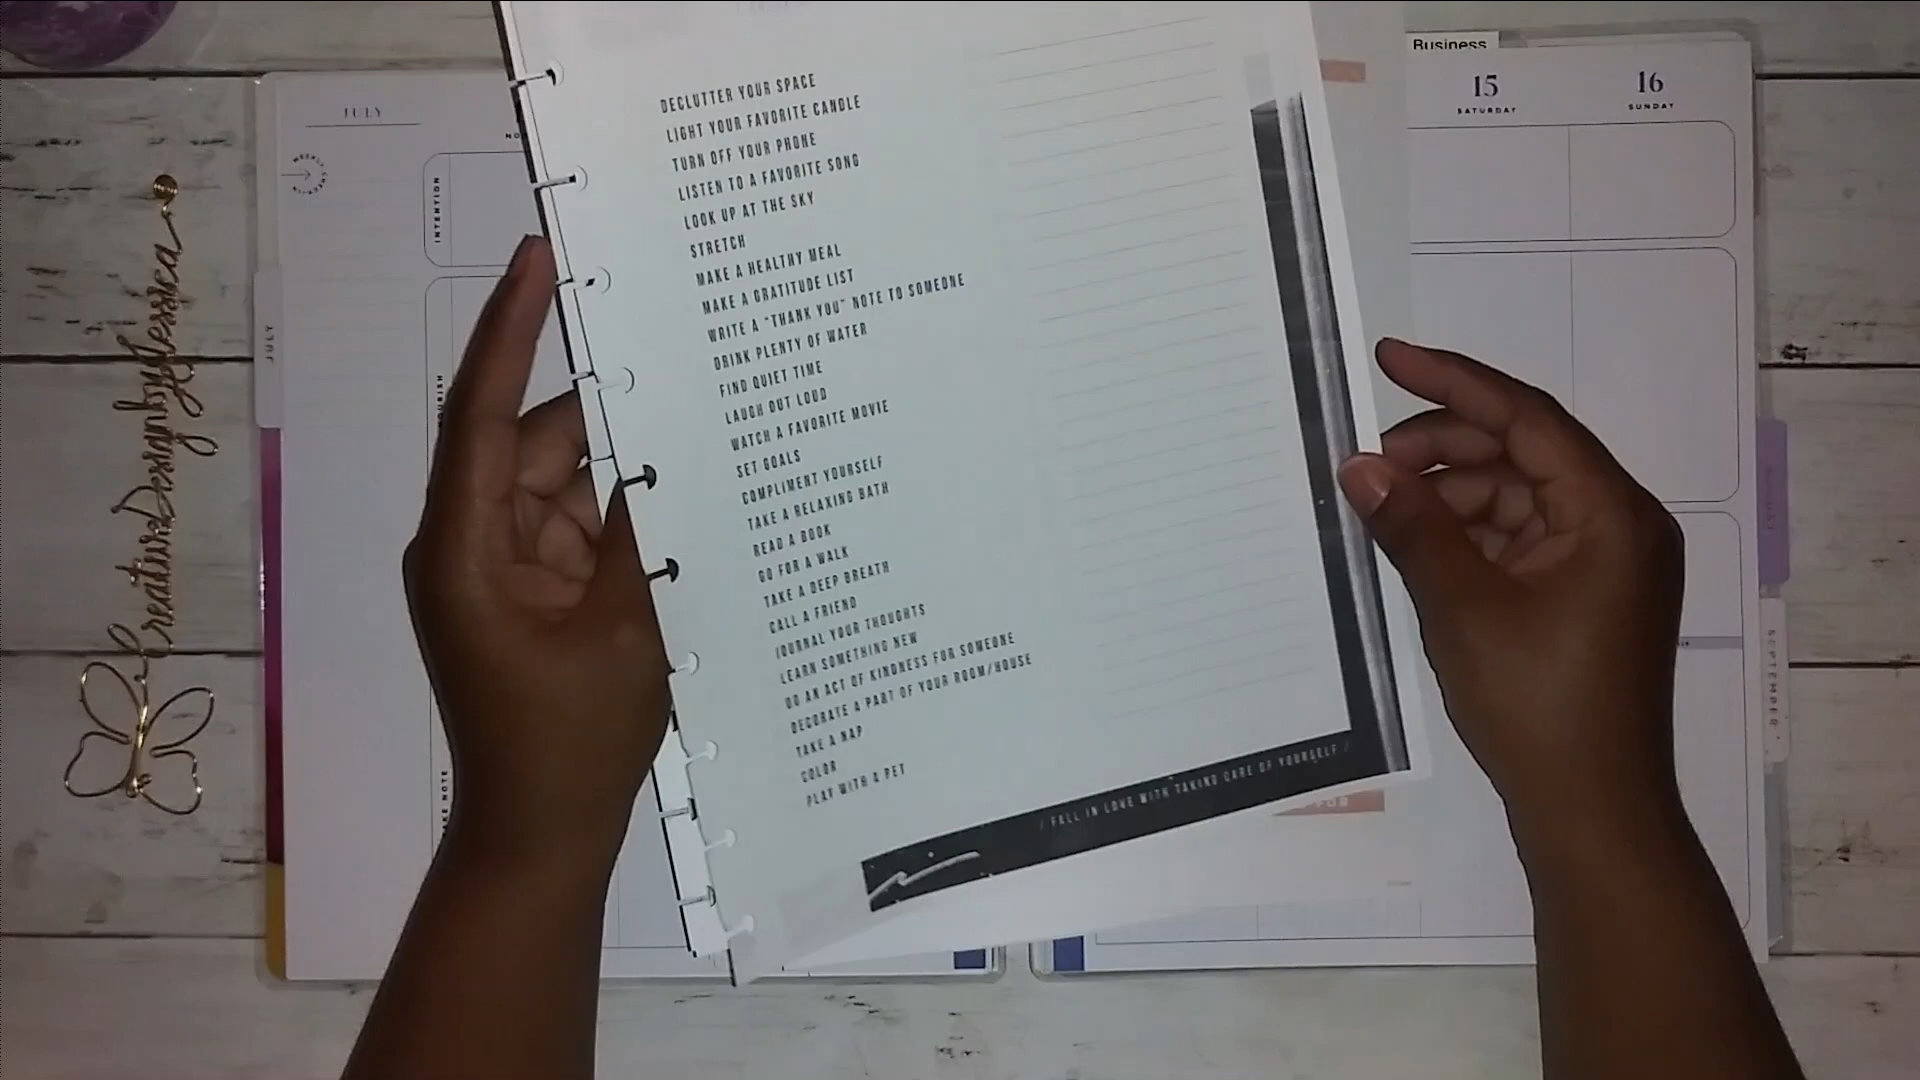 Business
JULY
15
SATURDAY
16
SUNDAY
INTENTION
JULY
DECLUTTER YOUR SPACE
LIGHT YOUR FAVORITE CANDLE
TURN OFF YOUR PHONE
LISTEN TO A FAVORITE SONG
LOOK UP AT THE SKY
STRETCH
MAKE A HEALTHY MEAL
MAKE A GRATITUDE LIST
WRITE A "THANK YOU" NOTE TO SOMEONE
DRINK PLENTY OF WATER
FIND QUIET TIME
LAUGH OUT LOUD
WATCH A FAVORITE MOVIE
SET GOALS
COMPLIMENT YOURSELF
TAKE A RELAXING BATH
READ A BOOK
GO FOR A WALK
TAKE A DEEP BREATH
CALL A FRIEND
JOURNAL YOUR THOUGHTS
LEARN SOMETHING NEW
DO AN ACT OF KINDNESS FOR SOMEONE
DECORATE A PART OF YOUR ROOM/HOUSE
TAKE A NAP
COLOR
PLAY WITH A PET
/ FALL IN LOVE WITH TAKING CARE OF YOURSELF /
SEPTEMBER
CreativeDesignbyJessica